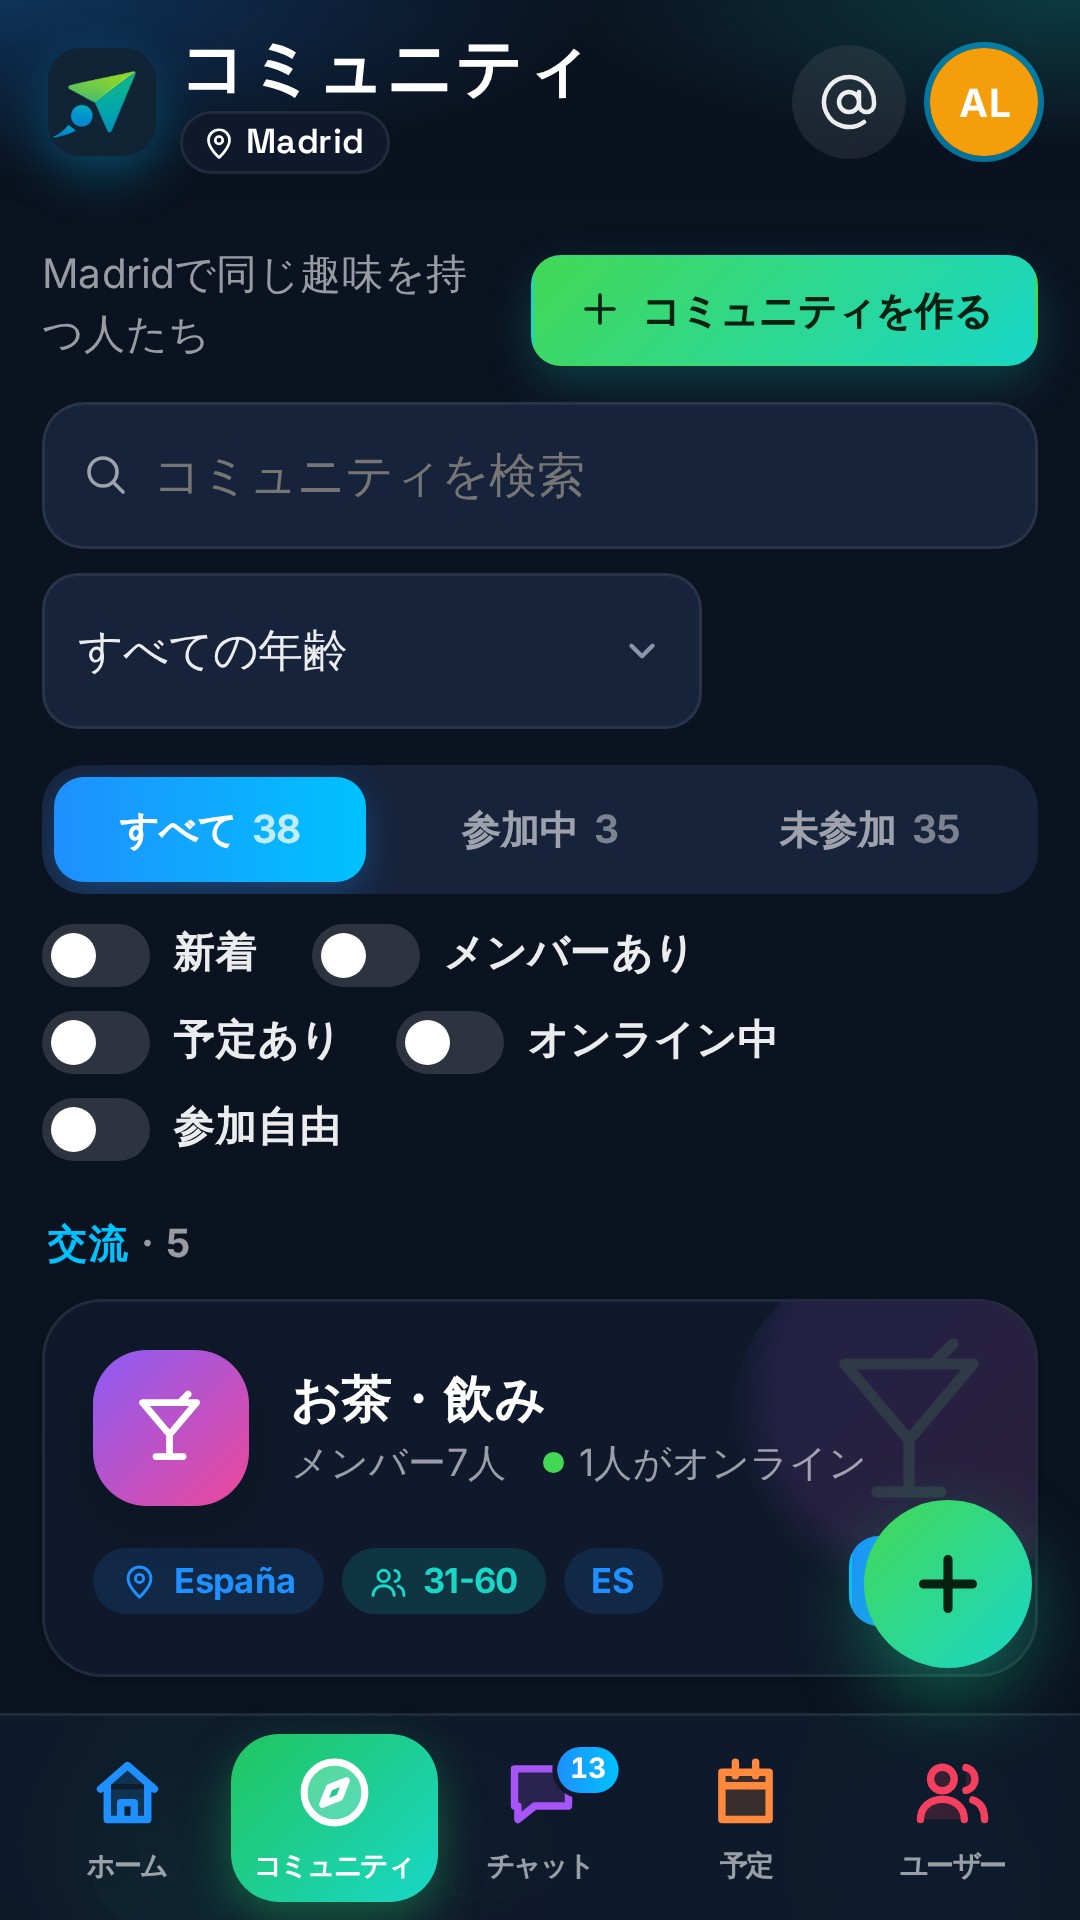 コミュニティ
Madrid
AL
Madridで同じ趣味を持
つ人たち
コミュニティを作る
コミュニティを検索
すべての年齢
すべて 38
参加中 3
未参加 35
新着
メンバーあり
予定あり
オンライン中
参加自由
交流 · 5
お茶・飲み
メンバー7人
1人がオンライン
España
31-60
ES
13
ホーム
コミュニティ
チャット
予定
ユーザー